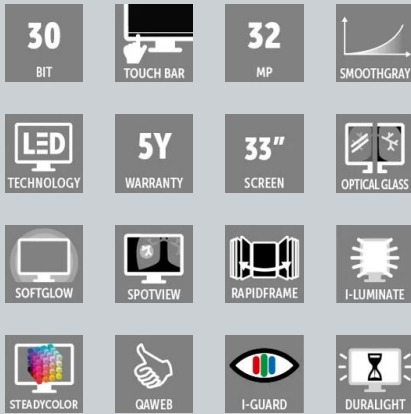 30
BIT
TOUCH BAR
32
MP
SMOOTHGRAY
LED
TECHNOLOGY
5Y
WARRANTY
33"
SCREEN
OPTICAL GLASS
SOFTGLOW
SPOTVIEW
RAPIDFRAME
I-LUMINATE
STEADYCOLOR
QAWEB
I-GUARD
DURALIGHT